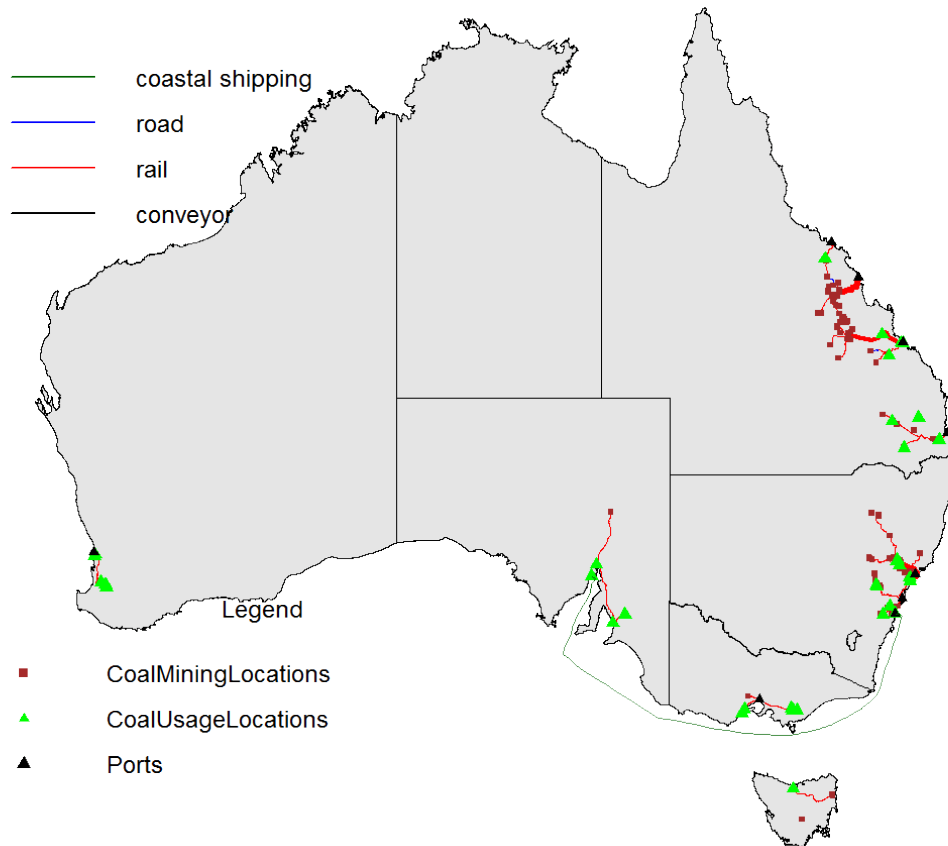 coastal shipping
road
rail
conveyor
Legend
CoalMiningLocations
CoalUsageLocations
Ports